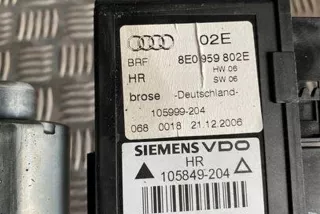 02E
BRF 8E0 959 802E
HR HW 06
SW 06
brose -Deutschland-
105999-204
068 0018 21.12.2006
SIEMENS VDO
HR
105849-204